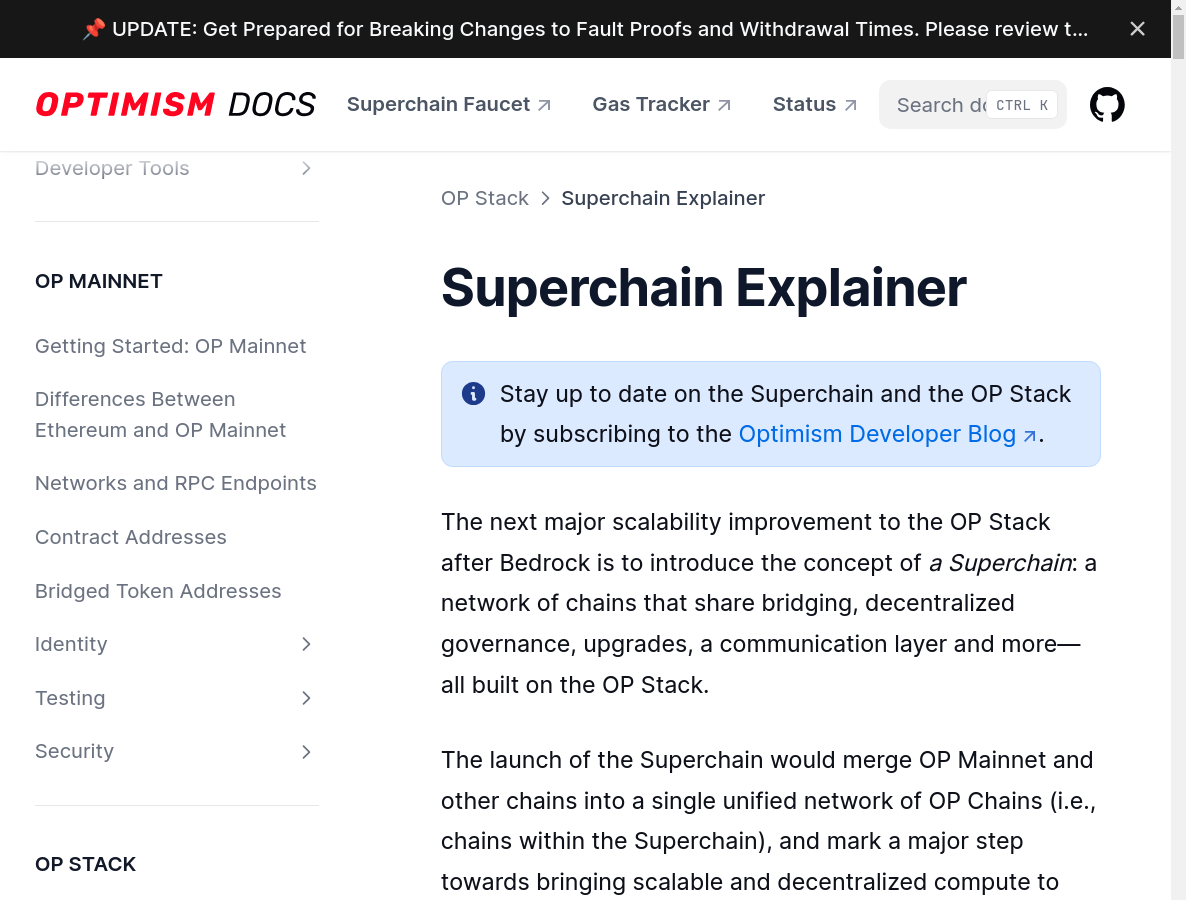 📌 UPDATE: Get Prepared for Breaking Changes to Fault Proofs and Withdrawal Times. Please review t...
OPTIMISM DOCS
Superchain Faucet
Gas Tracker
Status
Search do
CTRL K
Developer Tools
OP MAINNET
Getting Started: OP Mainnet
Differences Between
Ethereum and OP Mainnet
Networks and RPC Endpoints
Contract Addresses
Bridged Token Addresses
Identity
Testing
Security
OP STACK
OP Stack > Superchain Explainer
Superchain Explainer
Stay up to date on the Superchain and the OP Stack
by subscribing to the Optimism Developer Blog ↗.
The next major scalability improvement to the OP Stack
after Bedrock is to introduce the concept of a Superchain: a
network of chains that share bridging, decentralized
governance, upgrades, a communication layer and more—
all built on the OP Stack.
The launch of the Superchain would merge OP Mainnet and
other chains into a single unified network of OP Chains (i.e.,
chains within the Superchain), and mark a major step
towards bringing scalable and decentralized compute to